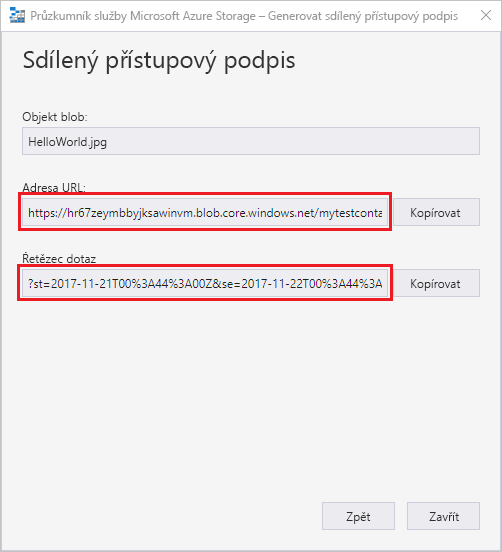 Průzkumník služby Microsoft Azure Storage – Generovat sdílený přístupový podpis
Sdílený přístupový podpis
Objekt blob:
HelloWorld.jpg
Adresa URL:
https://hr67zeymbbyjksawinvm.blob.core.windows.net/mytestconta
Kopírovat
Řetězec dotaz
?st=2017-11-21T00%3A44%3A00Z&se=2017-11-22T00%3A44%3A
Kopírovat
Zpět
Zavřít